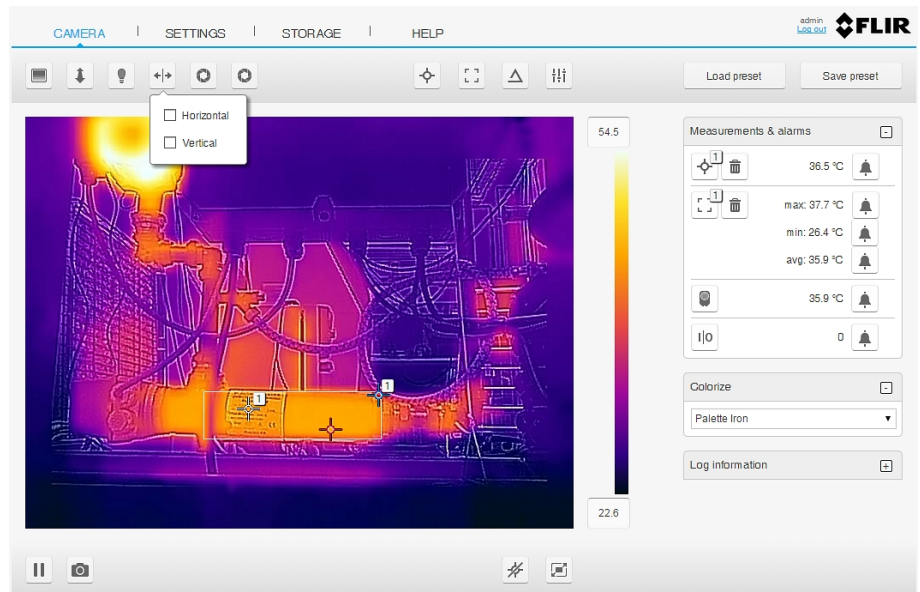 admin
Log out
FLIR
CAMERA
SETTINGS
STORAGE
HELP
Load preset
Save preset
Horizontal
Vertical
54.5
22.6
1
1
Measurements & alarms
1
36.5 °C
1
max: 37.7 °C
min: 26.4 °C
avg: 35.9 °C
35.9 °C
I|O
0
Colorize
Palette Iron
Log information